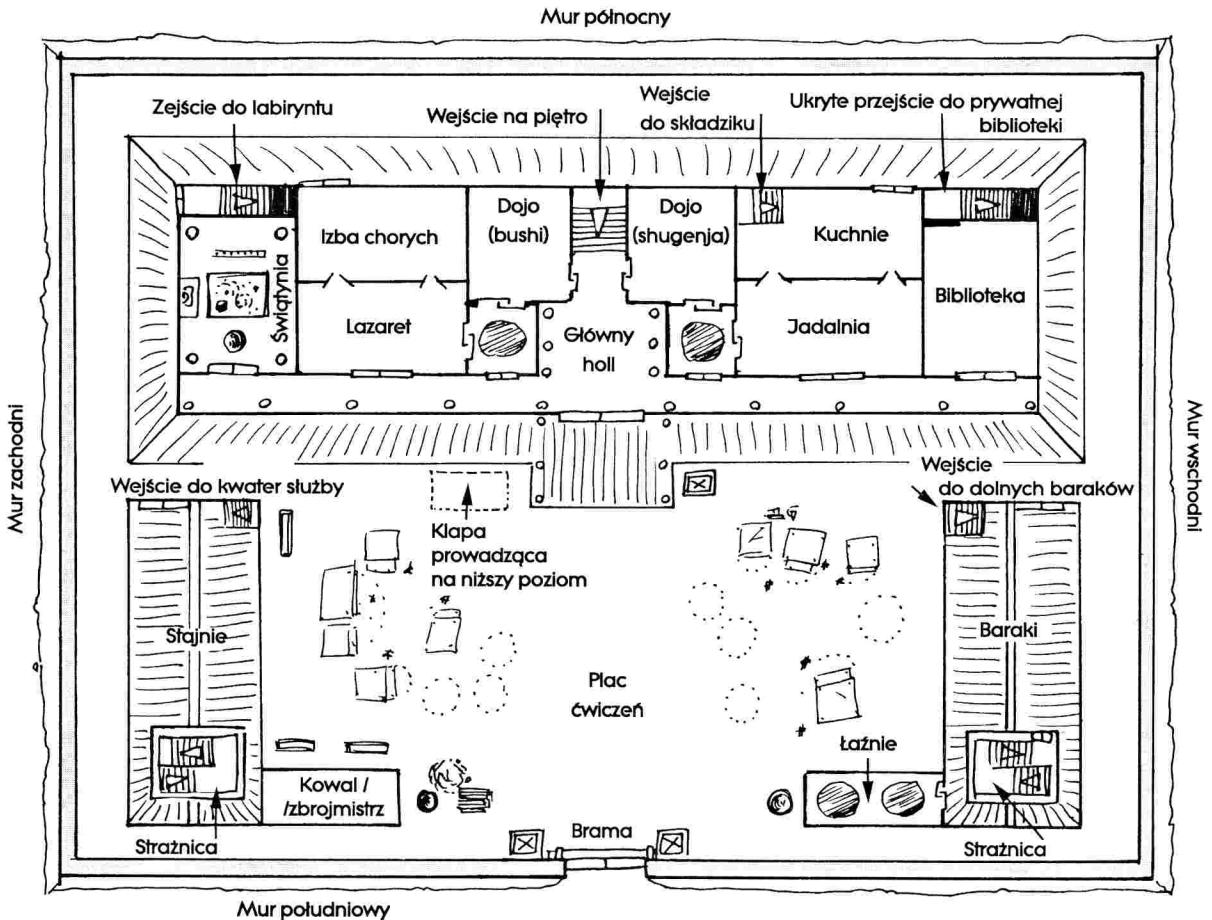 Mur północny
Zejście do labiryntu
Wejście na piętro
Wejście
do składziku
Ukryte przejście do prywatnej
biblioteki
Izba chorych
Dojo
(bushi)
Dojo
(shugenja)
Kuchnie
Świątynia
Lazaret
Główny
holl
Jadalnia
Biblioteka
Mur zachodni
Mur wschodni
Wejście do kwater służby
Klapa
prowadząca
na niższy poziom
Wejście
do dolnych baraków
Stajnie
Baraki
Plac
ćwiczeń
Łaźnie
Kowal /
/zbrojmistrz
Strażnica
Brama
Strażnica
Mur południowy